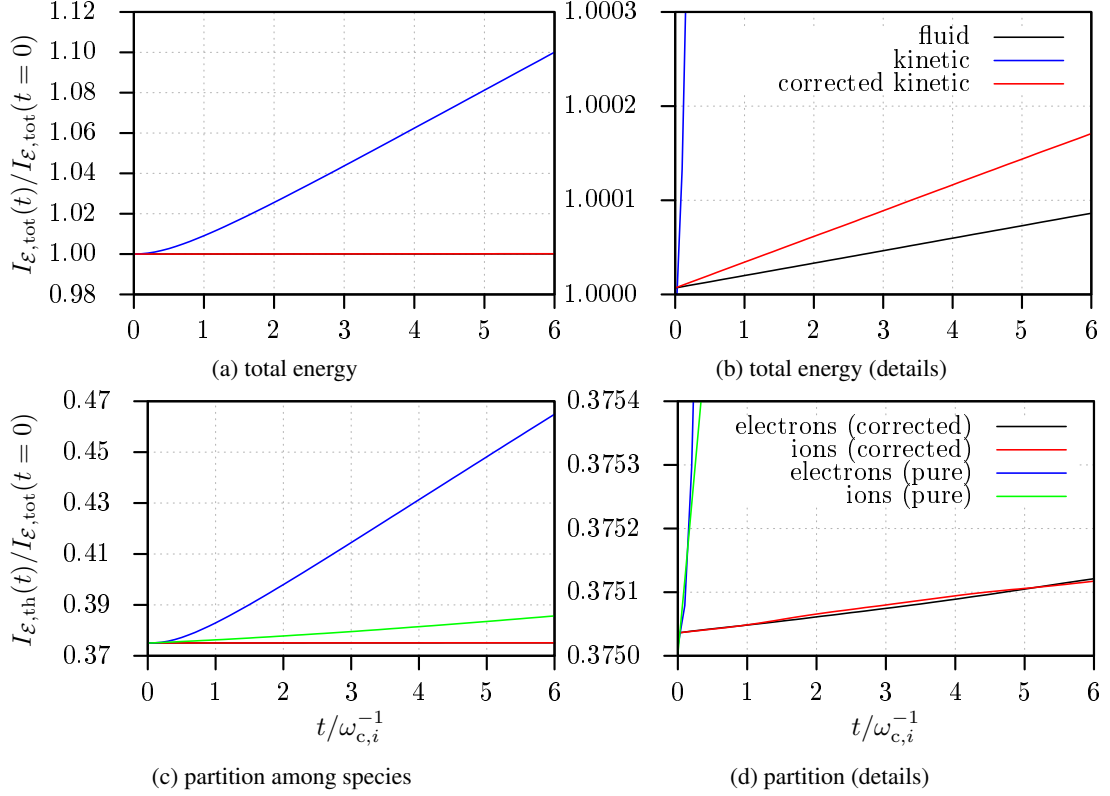 I_{ℰ,tot}(t)/I_{ℰ,tot}(t = 0)
1.12
1.10
1.08
1.06
1.04
1.02
1.00
0.98
0 1 2 3 4 5 6
(a) total energy
1.0003
1.0002
1.0001
1.0000
fluid
kinetic
corrected kinetic
0 1 2 3 4 5 6
(b) total energy (details)
I_{ℰ,th}(t)/I_{ℰ,tot}(t = 0)
0.47
0.45
0.43
0.41
0.39
0.37
0 1 2 3 4 5 6
t/ω_{c,i}^{-1}
(c) partition among species
0.3754
0.3753
0.3752
0.3751
0.3750
electrons (corrected)
ions (corrected)
electrons (pure)
ions (pure)
0 1 2 3 4 5 6
t/ω_{c,i}^{-1}
(d) partition (details)